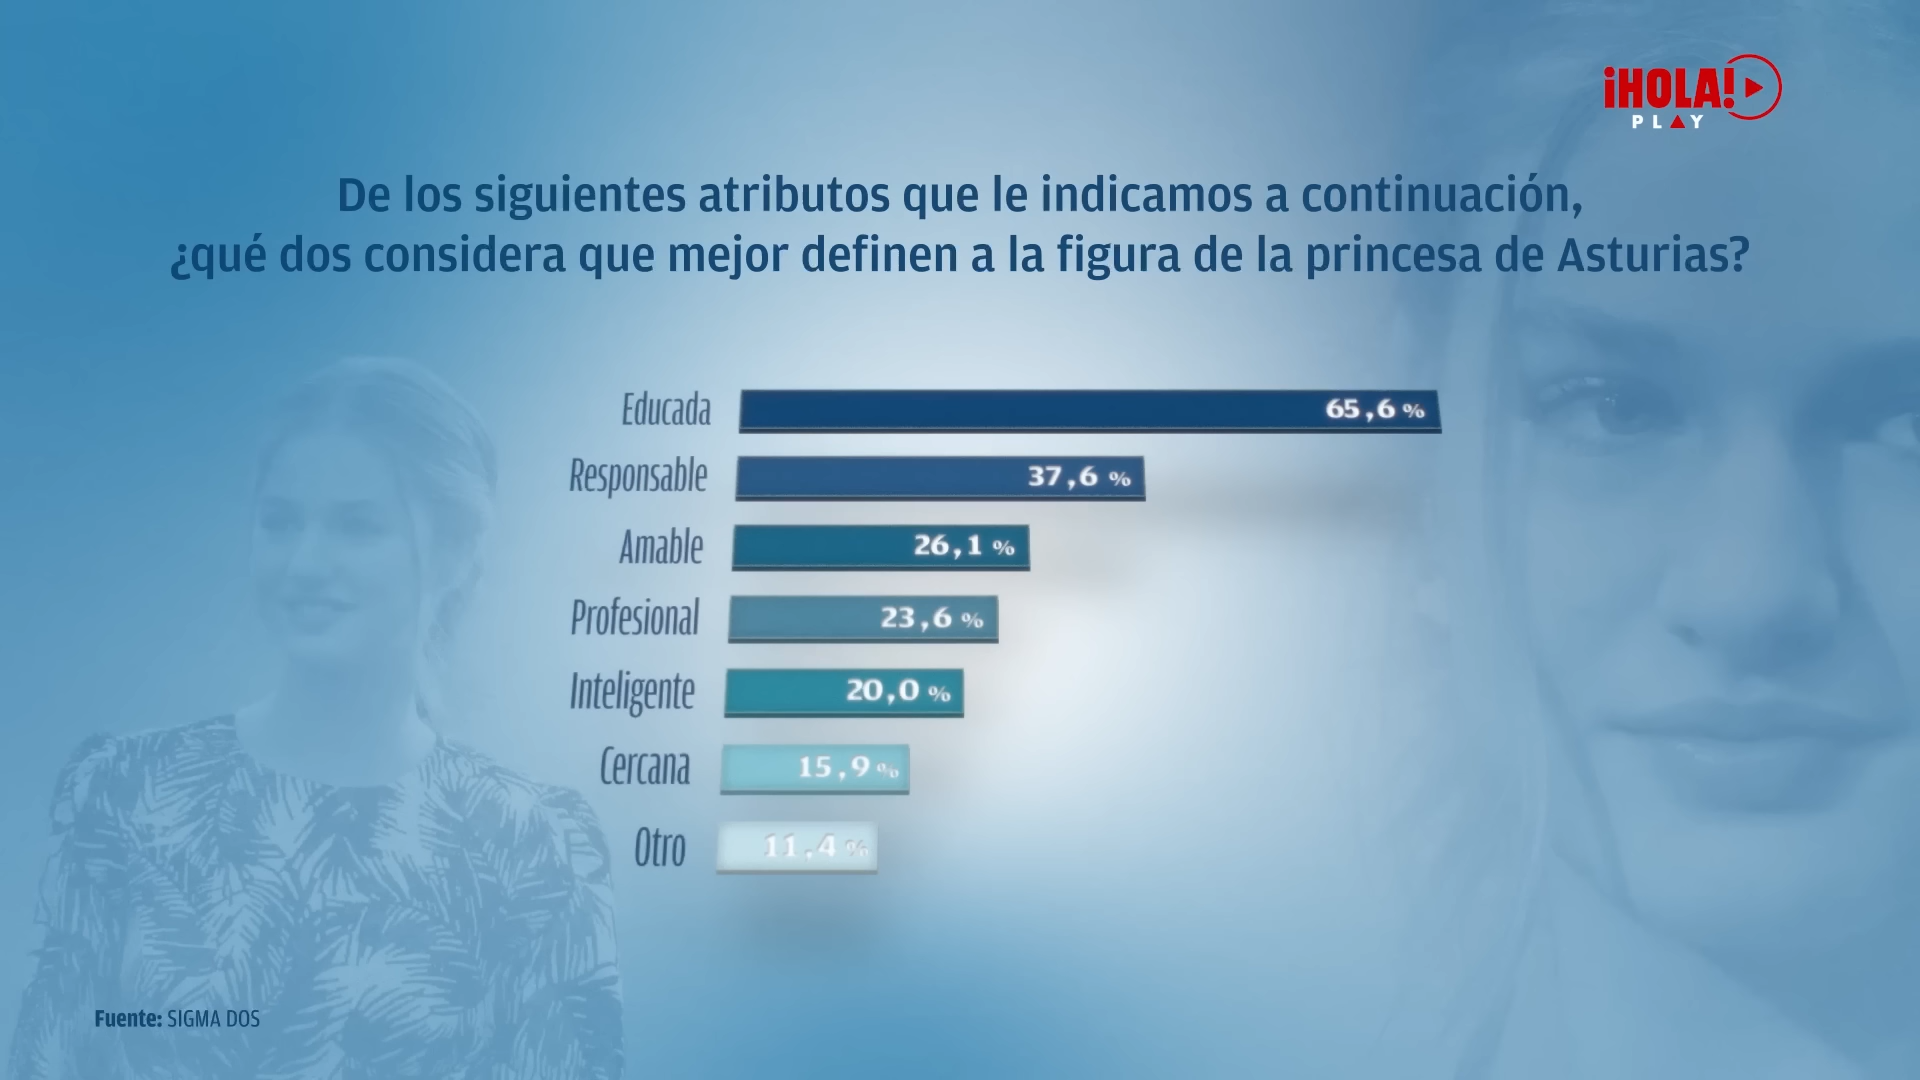 ¡HOLA!
PLAY
De los siguientes atributos que le indicamos a continuación,
¿qué dos considera que mejor definen a la figura de la princesa de Asturias?
Educada 65,6 %
Responsable 37,6 %
Amable 26,1 %
Profesional 23,6 %
Inteligente 20,0 %
Cercana 15,9 %
Otro 11,4 %
Fuente: SIGMA DOS